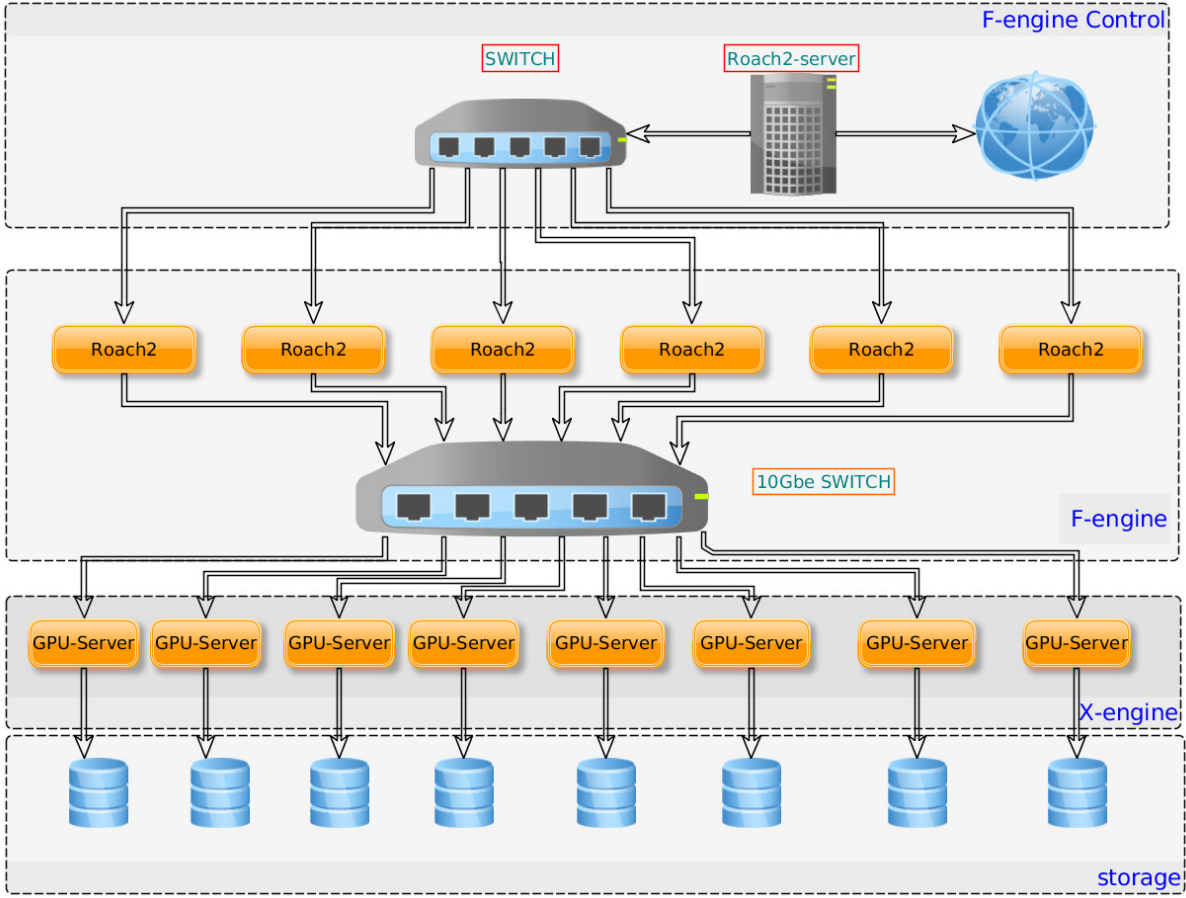 F-engine Control
SWITCH
Roach2-server
Roach2
Roach2
Roach2
Roach2
Roach2
Roach2
10Gbe SWITCH
F-engine
GPU-Server
GPU-Server
GPU-Server
GPU-Server
GPU-Server
GPU-Server
GPU-Server
GPU-Server
X-engine
storage